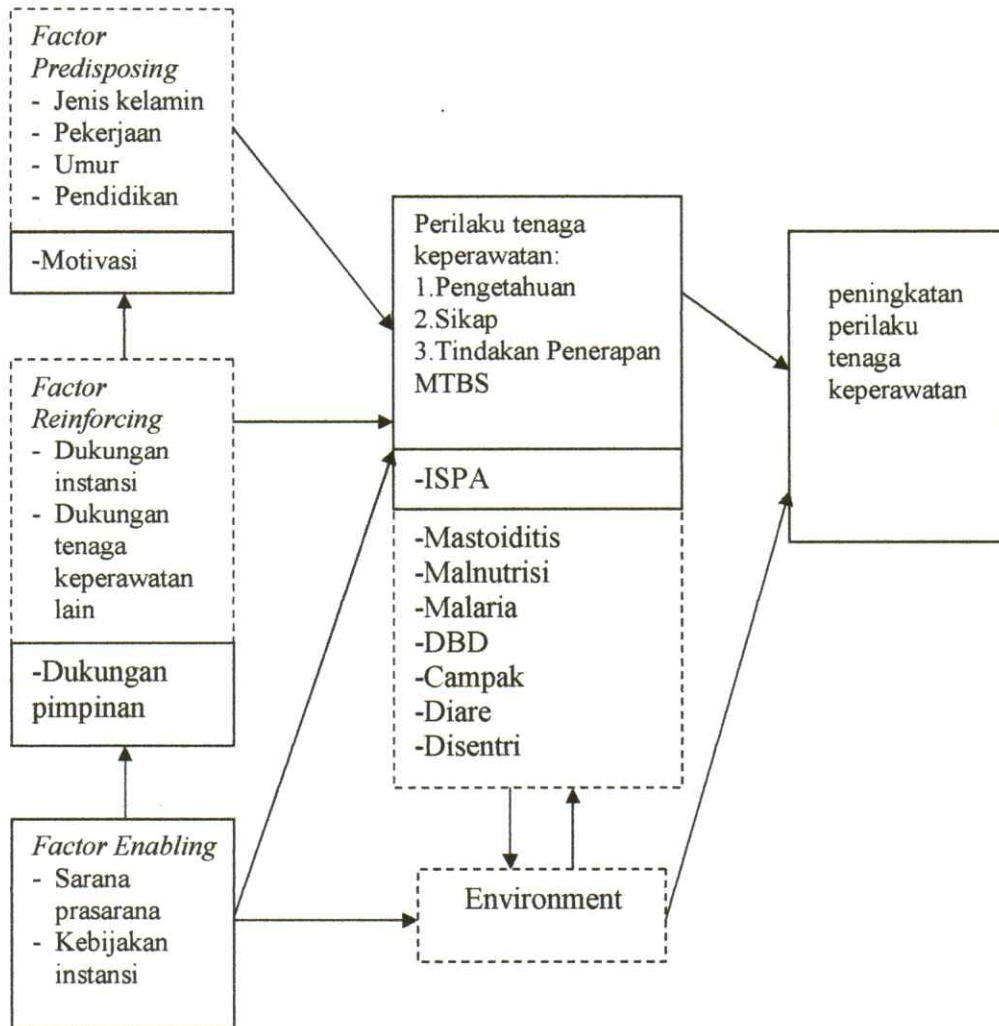 Factor
Predisposing
- Jenis kelamin
- Pekerjaan
- Umur
- Pendidikan
-Motivasi
Factor
Reinforcing
- Dukungan
instansi
- Dukungan
tenaga
keperawatan
lain
-Dukungan
pimpinan
Factor Enabling
- Sarana
prasarana
- Kebijakan
instansi
Perilaku tenaga
keperawatan:
1.Pengetahuan
2.Sikap
3.Tindakan Penerapan
MTBS
-ISPA
-Mastoiditis
-Malnutrisi
-Malaria
-DBD
-Campak
-Diare
-Disentri
Environment
peningkatan
perilaku
tenaga
keperawatan